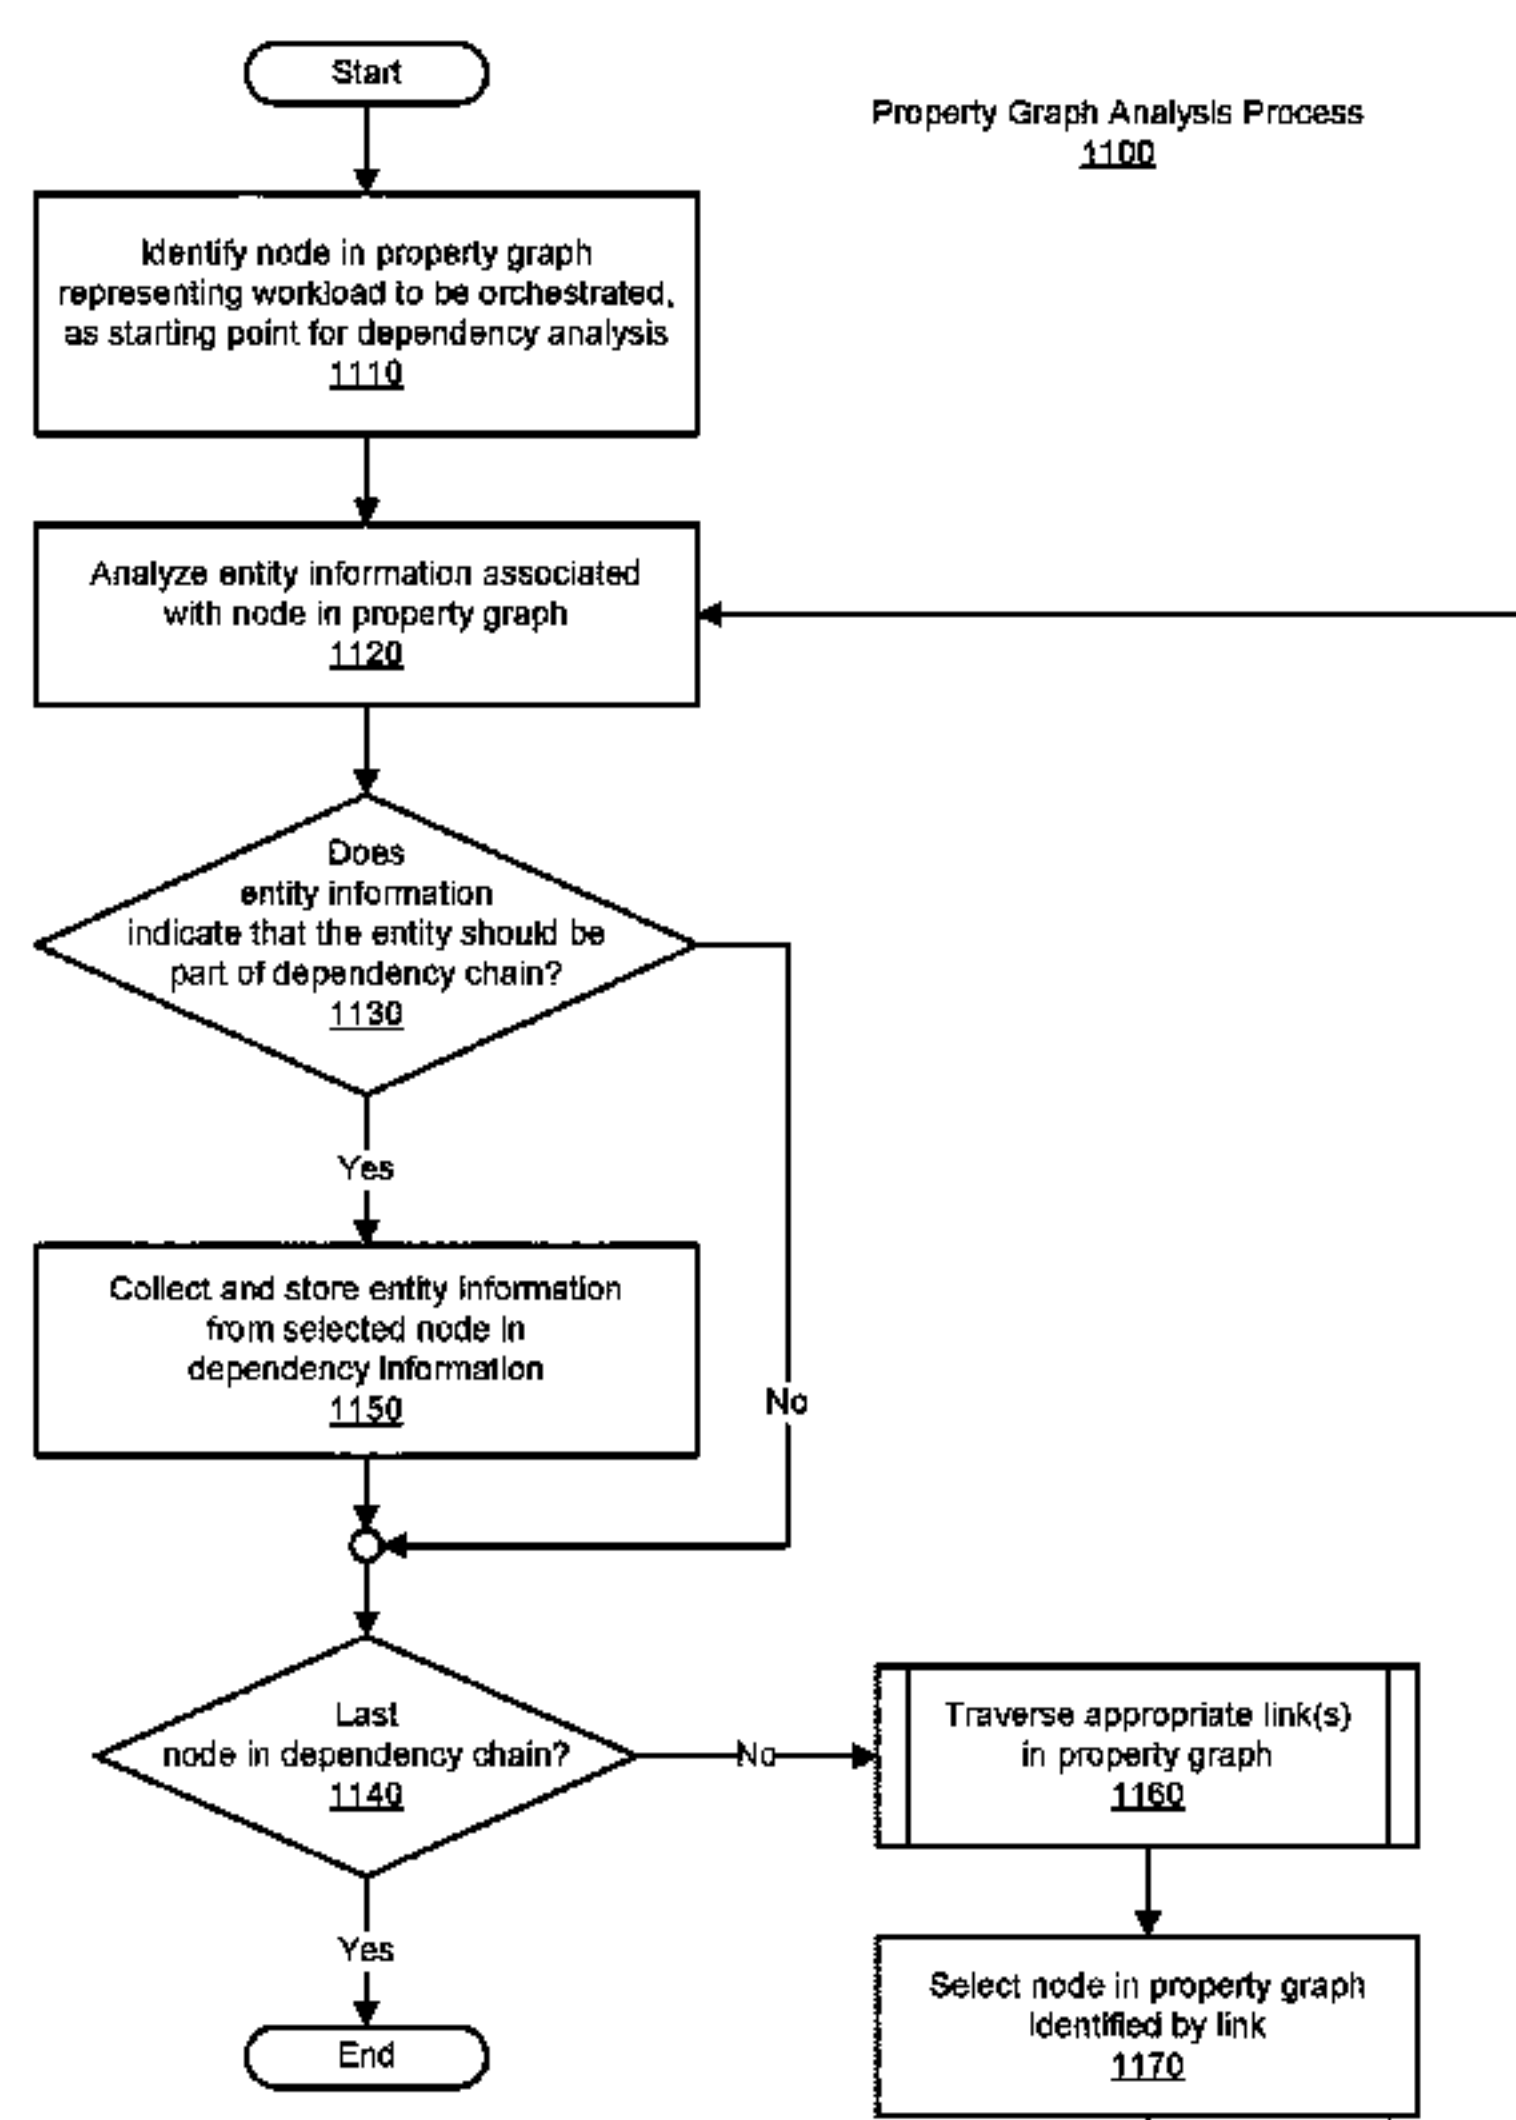 Start
Property Graph Analysis Process
1100
Identify node in property graph
representing workload to be orchestrated,
as starting point for dependency analysis
1110
Analyze entity information associated
with node in property graph
1120
Does
entity information
indicate that the entity should be
part of dependency chain?
1130
Yes
Collect and store entity information
from selected node in
dependency information
1150
No
Last
node in dependency chain?
1140
No
Traverse appropriate link(s)
in property graph
1160
Yes
Select node in property graph
identified by link
1170
End